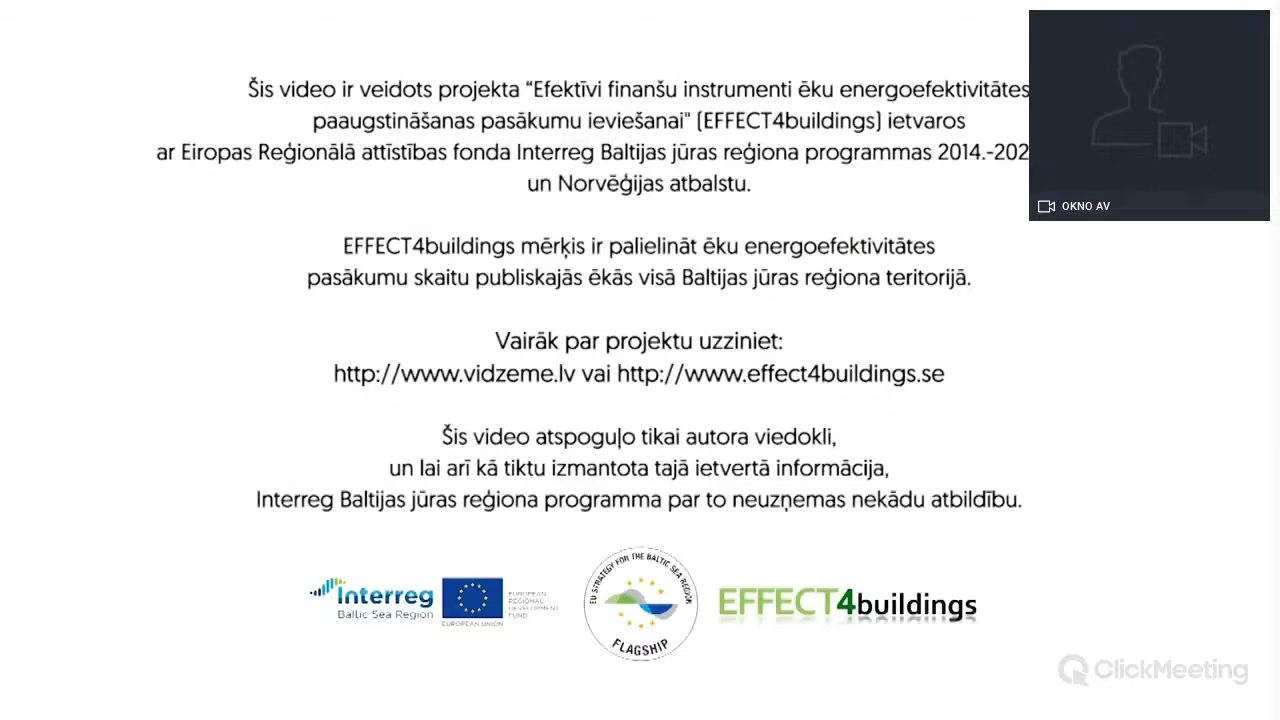 Šis video ir veidots projekta “Efektīvi finanšu instrumenti ēku energoefektivitātes
paaugstināšanas pasākumu ieviešanai" (EFFECT4buildings) ietvaros
ar Eiropas Reģionālā attīstības fonda Interreg Baltijas jūras reģiona programmas 2014.-202
un Norvēģijas atbalstu.
EFFECT4buildings mērķis ir palielināt ēku energoefektivitātes
pasākumu skaitu publiskajās ēkās visā Baltijas jūras reģiona teritorijā.
Vairāk par projektu uzziniet:
http://www.vidzeme.lv vai http://www.effect4buildings.se
Šis video atspoguļo tikai autora viedokli,
un lai arī kā tiktu izmantota tajā ietvertā informācija,
Interreg Baltijas jūras reģiona programma par to neuzņemas nekādu atbildību.
OKNO AV
Interreg
Baltic Sea Region
EUROPEAN UNION
EUROPEAN
REGIONAL
DEVELOPMENT
FUND
EU STRATEGY FOR THE BALTIC SEA REGION
FLAGSHIP
EFFECT4buildings
ClickMeeting